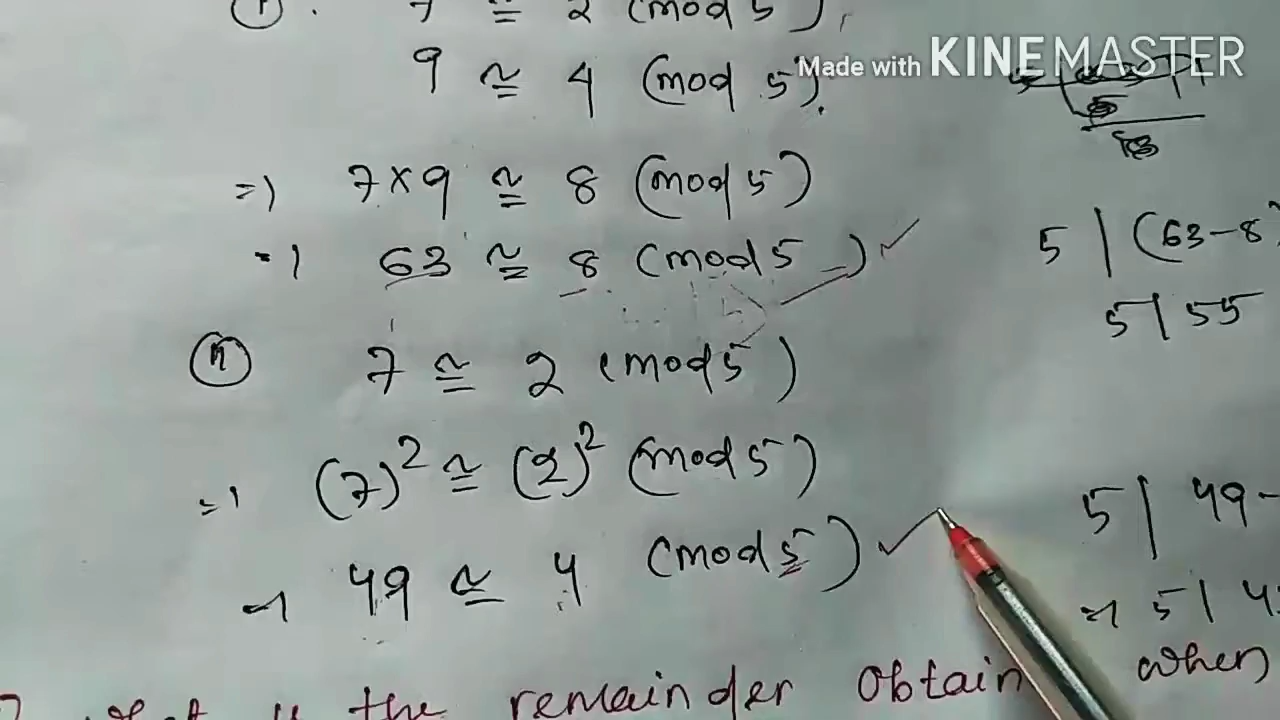 ① . 7 ≅ 2 (mod 5),
Made with KINEMASTER
9 ≅ 4 (mod 5).
=) 7×9 ≅ 8 (mod 5)
=) 63 ≅ 8 (mod 5) ✓ 5 | (63-8)
5 | 55
7 ≅ 2 (mod 5)
=) (7)² ≅ (2)² (mod 5)
5 | 49-
49 ≅ 4 (mod 5) ✓
5 | 4
the remainder obtain when